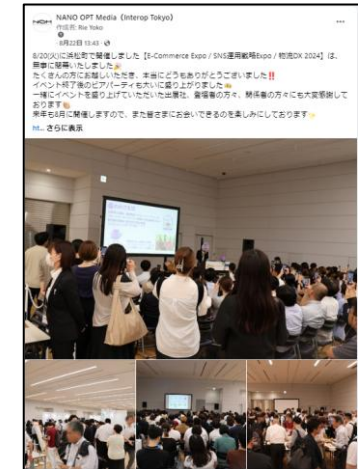 NANO OPT Media（Interop Tokyo）
作成者: Rie Yoko
8月22日 13:43
8/20(火)に浜松町で開催しました【E-Commerce Expo / SNS運用戦略Expo / 物流DX 2024】は、
無事に閉幕いたしました🎉
たくさんの方にお越しいただき、本当にどうもありがとうございました‼
イベント終了後のビアパーティも大いに盛り上がりました🍻
一緒にイベントを盛り上げていただいた出展社、登壇者の方々、関係者の方々にも大変感謝して
おります👏
来年も8月に開催しますので、また皆さまにお会いできるのを楽しみにしております✨
ht... さらに表示